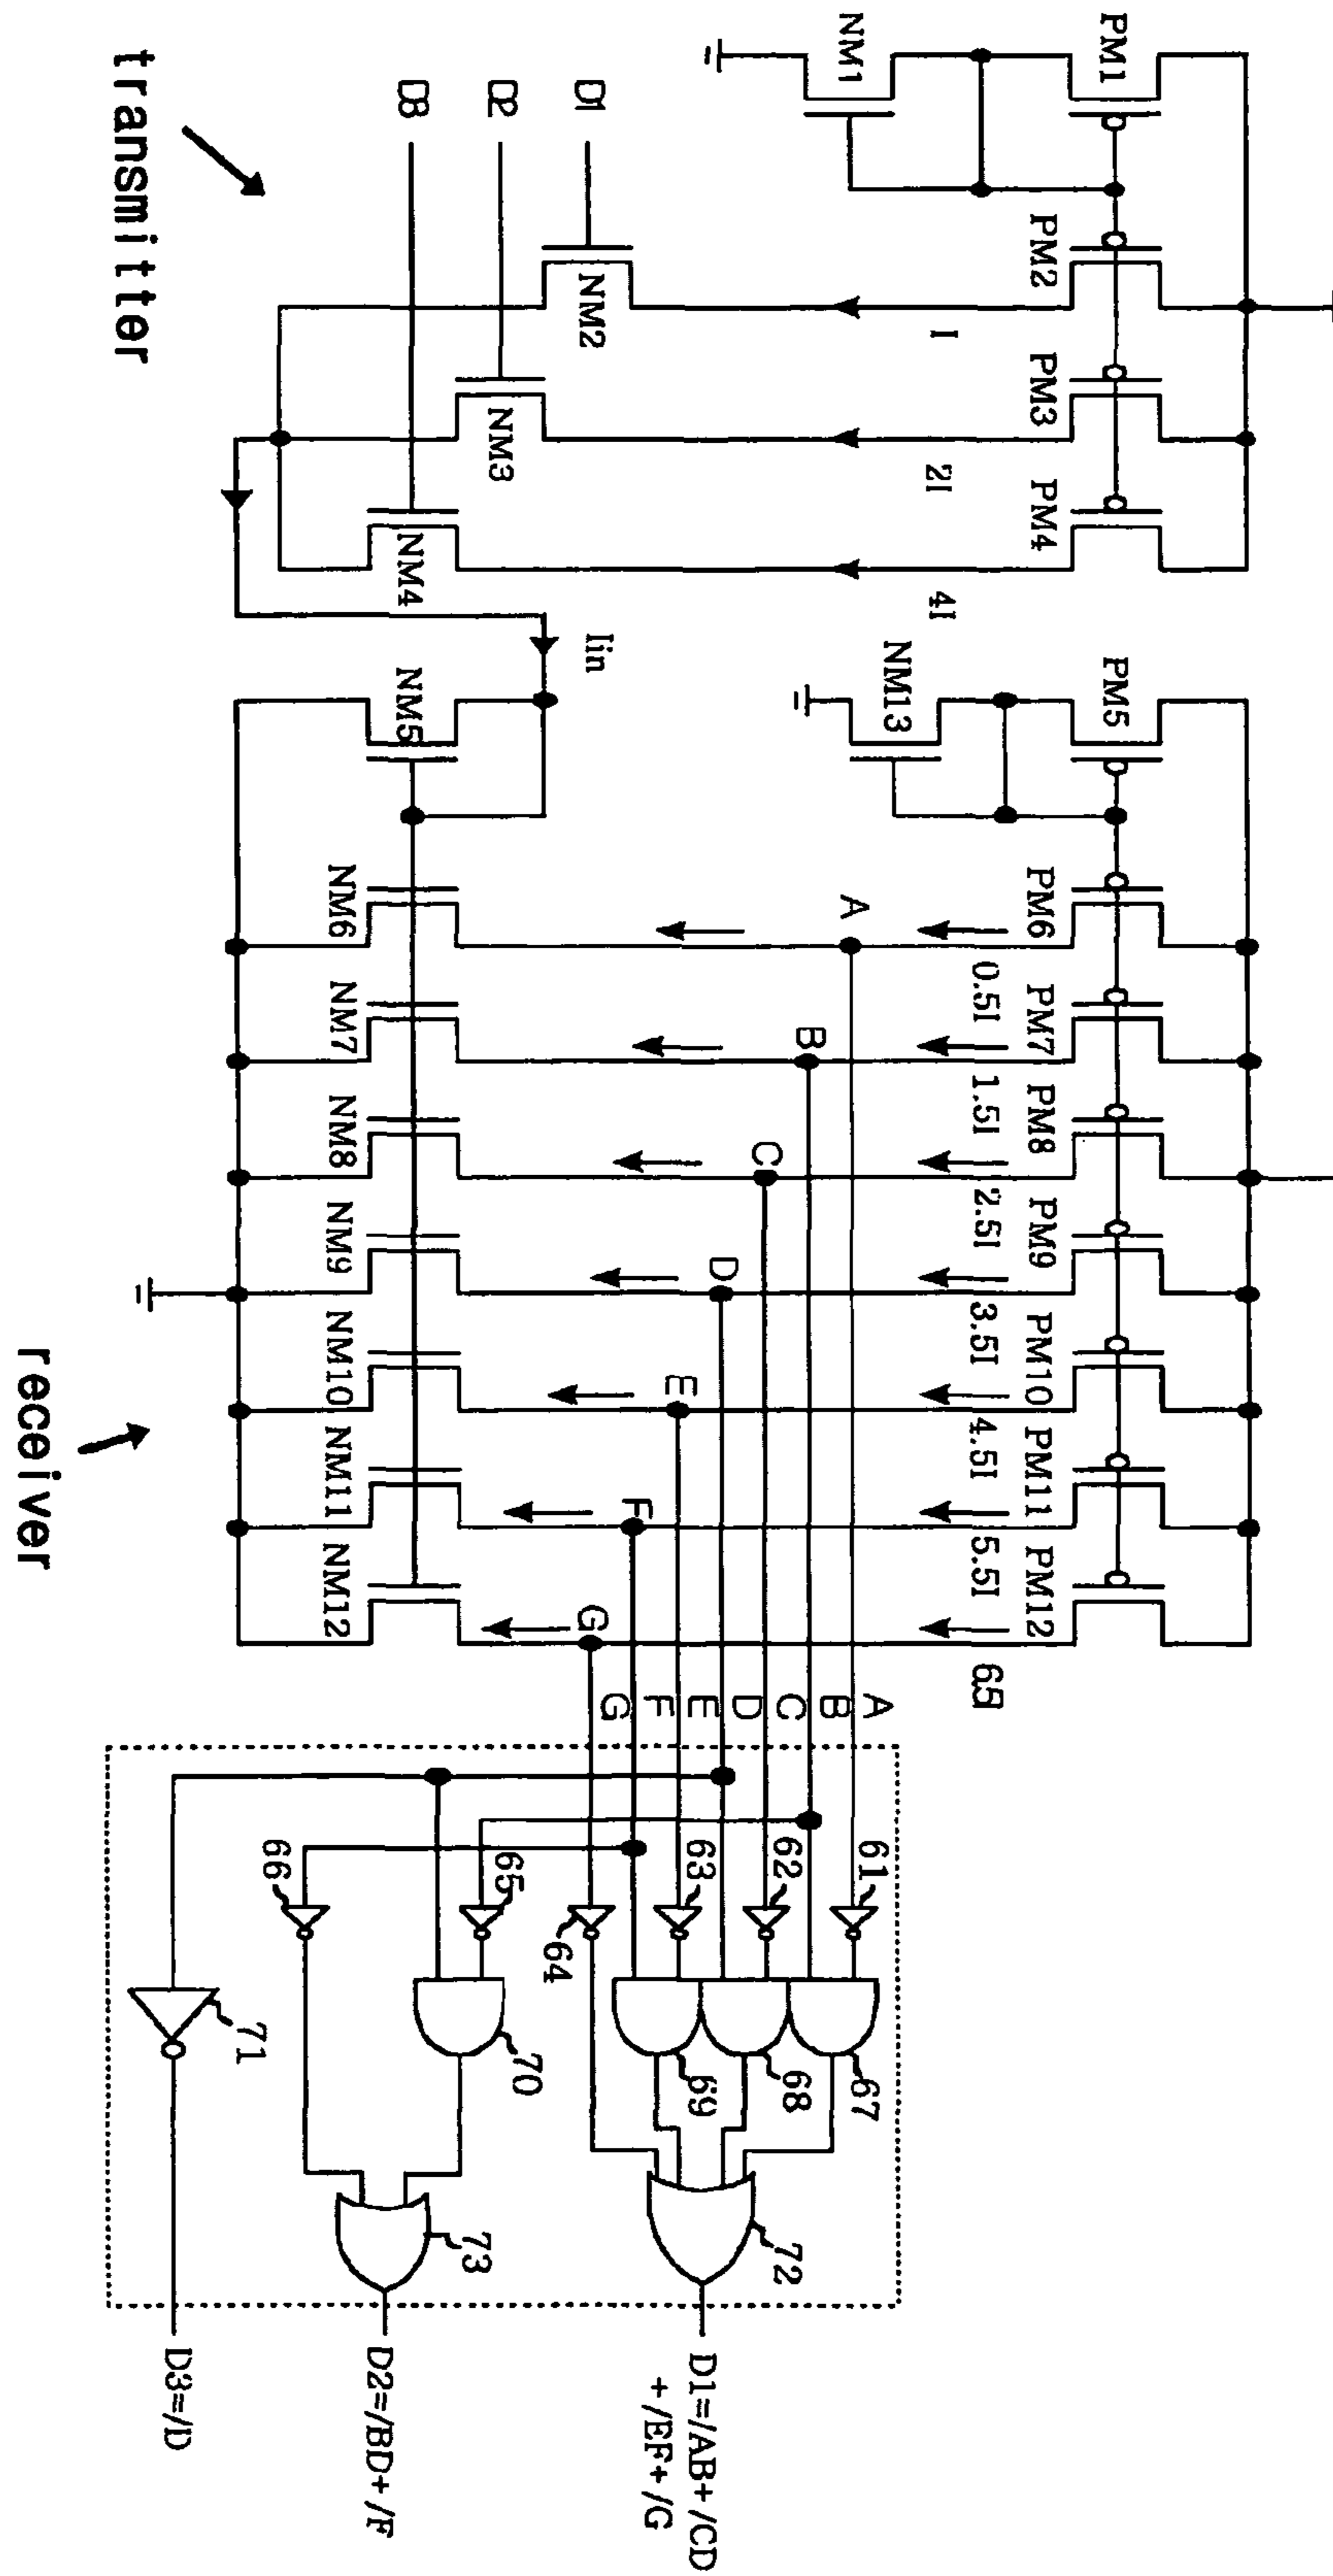 PM1
PM2
PM3
PM4
NM1
I
2I
4I
D1
D2
D3
NM2
NM3
NM4
transmitter
Iin
PM5
PM6
PM7
PM8
PM9
PM10
PM11
PM12
NM13
0.5I
1.5I
2.5I
3.5I
4.5I
5.5I
6.5I
A
B
C
D
E
F
G
NM5
NM6
NM7
NM8
NM9
NM10
NM11
NM12
receiver
A
B
C
D
E
F
G
61
62
63
64
65
66
67
68
69
70
71
72
73
D1=/AB+/CD
+/EF+/G
D2=/BD+/F
D3=/D